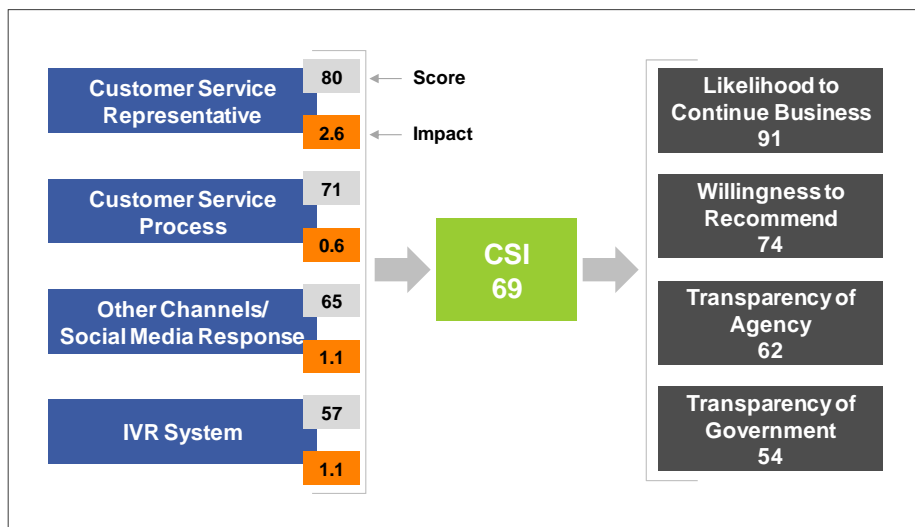 Customer Service
Representative
80
2.6
Score
Impact
Customer Service
Process
71
0.6
Other Channels/
Social Media Response
65
1.1
IVR System
57
1.1
CSI
69
Likelihood to
Continue Business
91
Willingness to
Recommend
74
Transparency of
Agency
62
Transparency of
Government
54